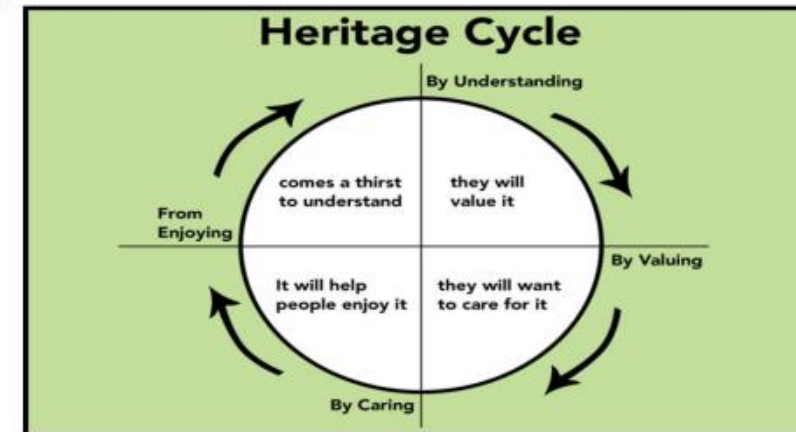 Heritage Cycle
By Understanding
they will
value it
By Valuing
they will want
to care for it
By Caring
It will help
people enjoy it
From
Enjoying
comes a thirst
to understand